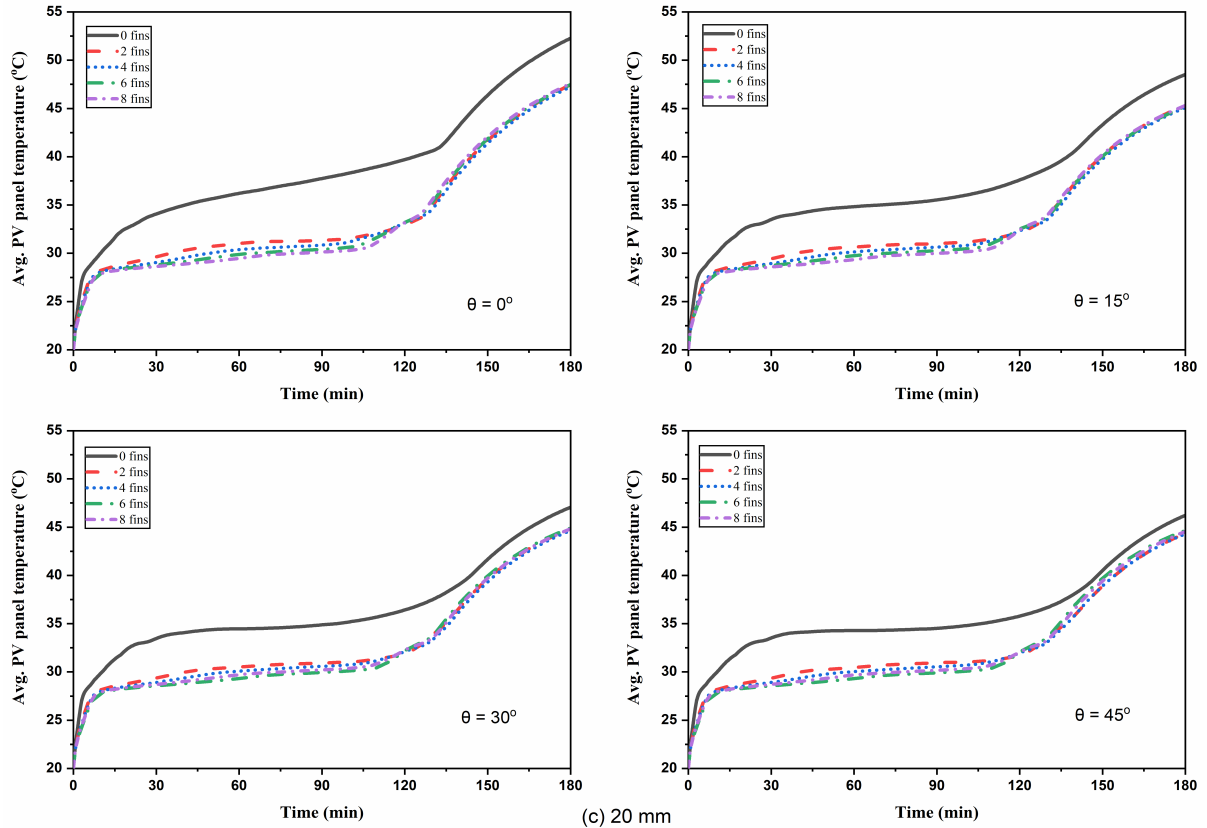 55
50
45
40
35
30
25
20
Avg. PV panel temperature (°C)
0 fins
2 fins
4 fins
6 fins
8 fins
θ = 0°
0 30 60 90 120 150 180
Time (min)
55
50
45
40
35
30
25
20
Avg. PV panel temperature (°C)
0 fins
2 fins
4 fins
6 fins
8 fins
θ = 15°
0 30 60 90 120 150 180
Time (min)
55
50
45
40
35
30
25
20
Avg. PV panel temperature (°C)
0 fins
2 fins
4 fins
6 fins
8 fins
θ = 30°
0 30 60 90 120 150 180
Time (min)
55
50
45
40
35
30
25
20
Avg. PV panel temperature (°C)
0 fins
2 fins
4 fins
6 fins
8 fins
θ = 45°
0 30 60 90 120 150 180
Time (min)
(c) 20 mm